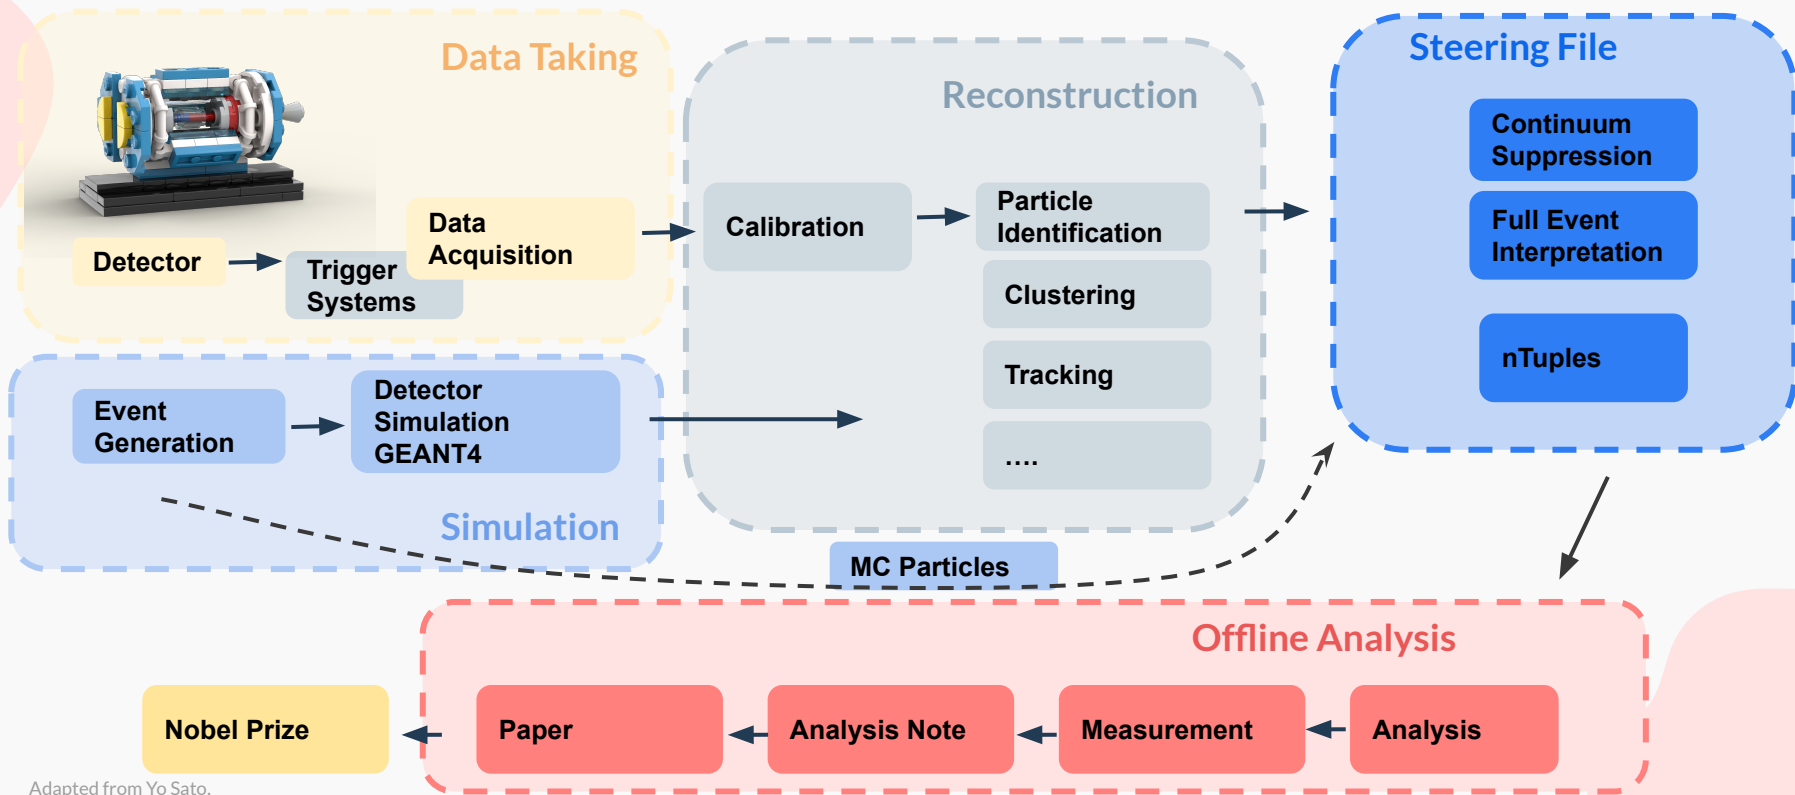 Data Taking
Detector
Trigger
Systems
Data
Acquisition
Reconstruction
Calibration
Particle
Identification
Clustering
Tracking
....
Steering File
Continuum
Suppression
Full Event
Interpretation
nTuples
Event
Generation
Detector
Simulation
GEANT4
Simulation
MC Particles
Offline Analysis
Nobel Prize
Paper
Analysis Note
Measurement
Analysis
Adapted from Yo Sato.